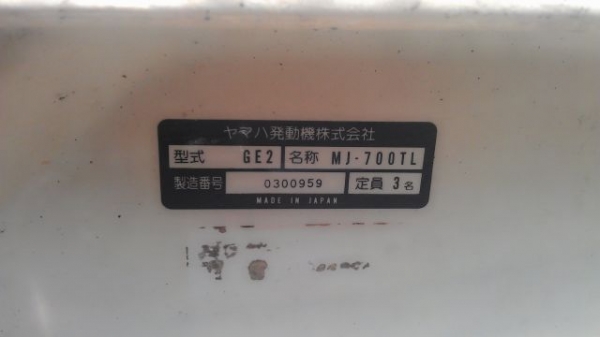 ヤマハ発動機株式会社
型式 GE2 名称 MJ-700TL
製造番号 0300959 定員 3名
MADE IN JAPAN